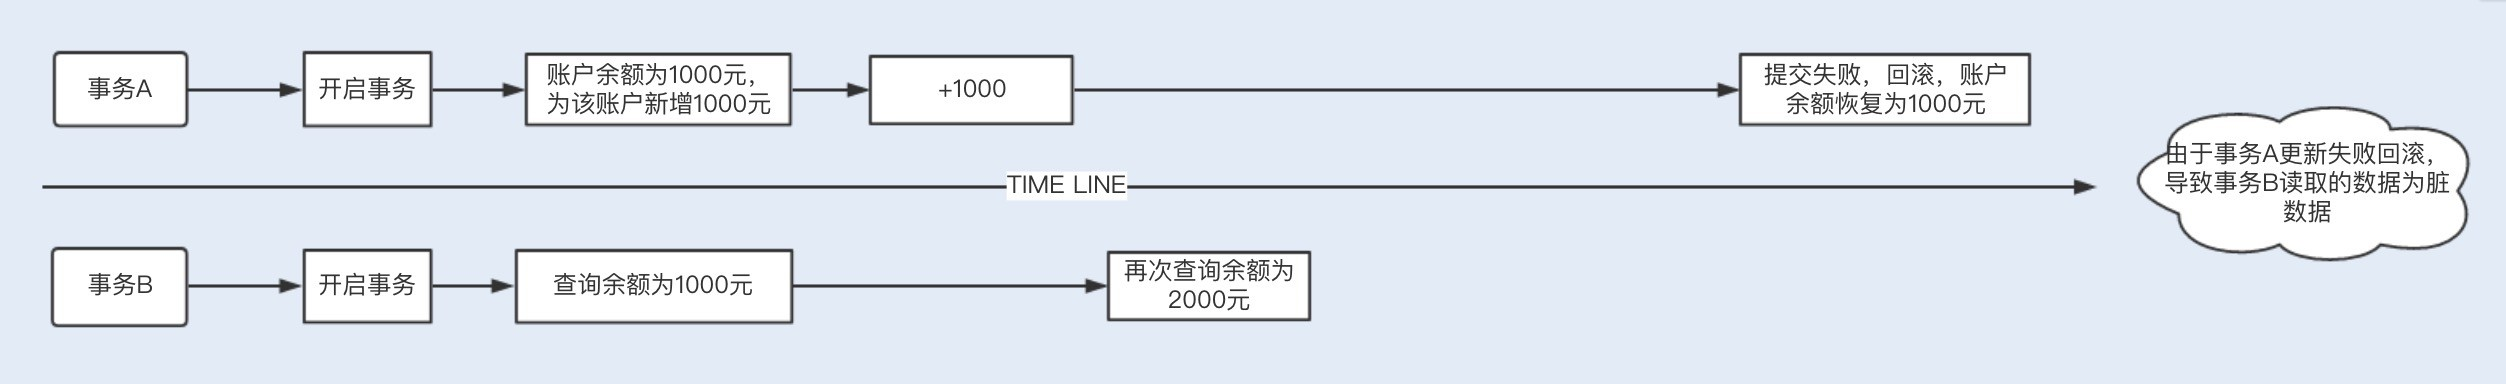 事务A
开启事务
账户余额为1000元，
为该账户新增1000元
+1000
提交失败，回滚，账户
余额恢复为1000元
TIME LINE
由于事务A更新失败回滚，
导致事务B读取的数据为脏
数据
事务B
开启事务
查询余额为1000元
再次查询余额为
2000元